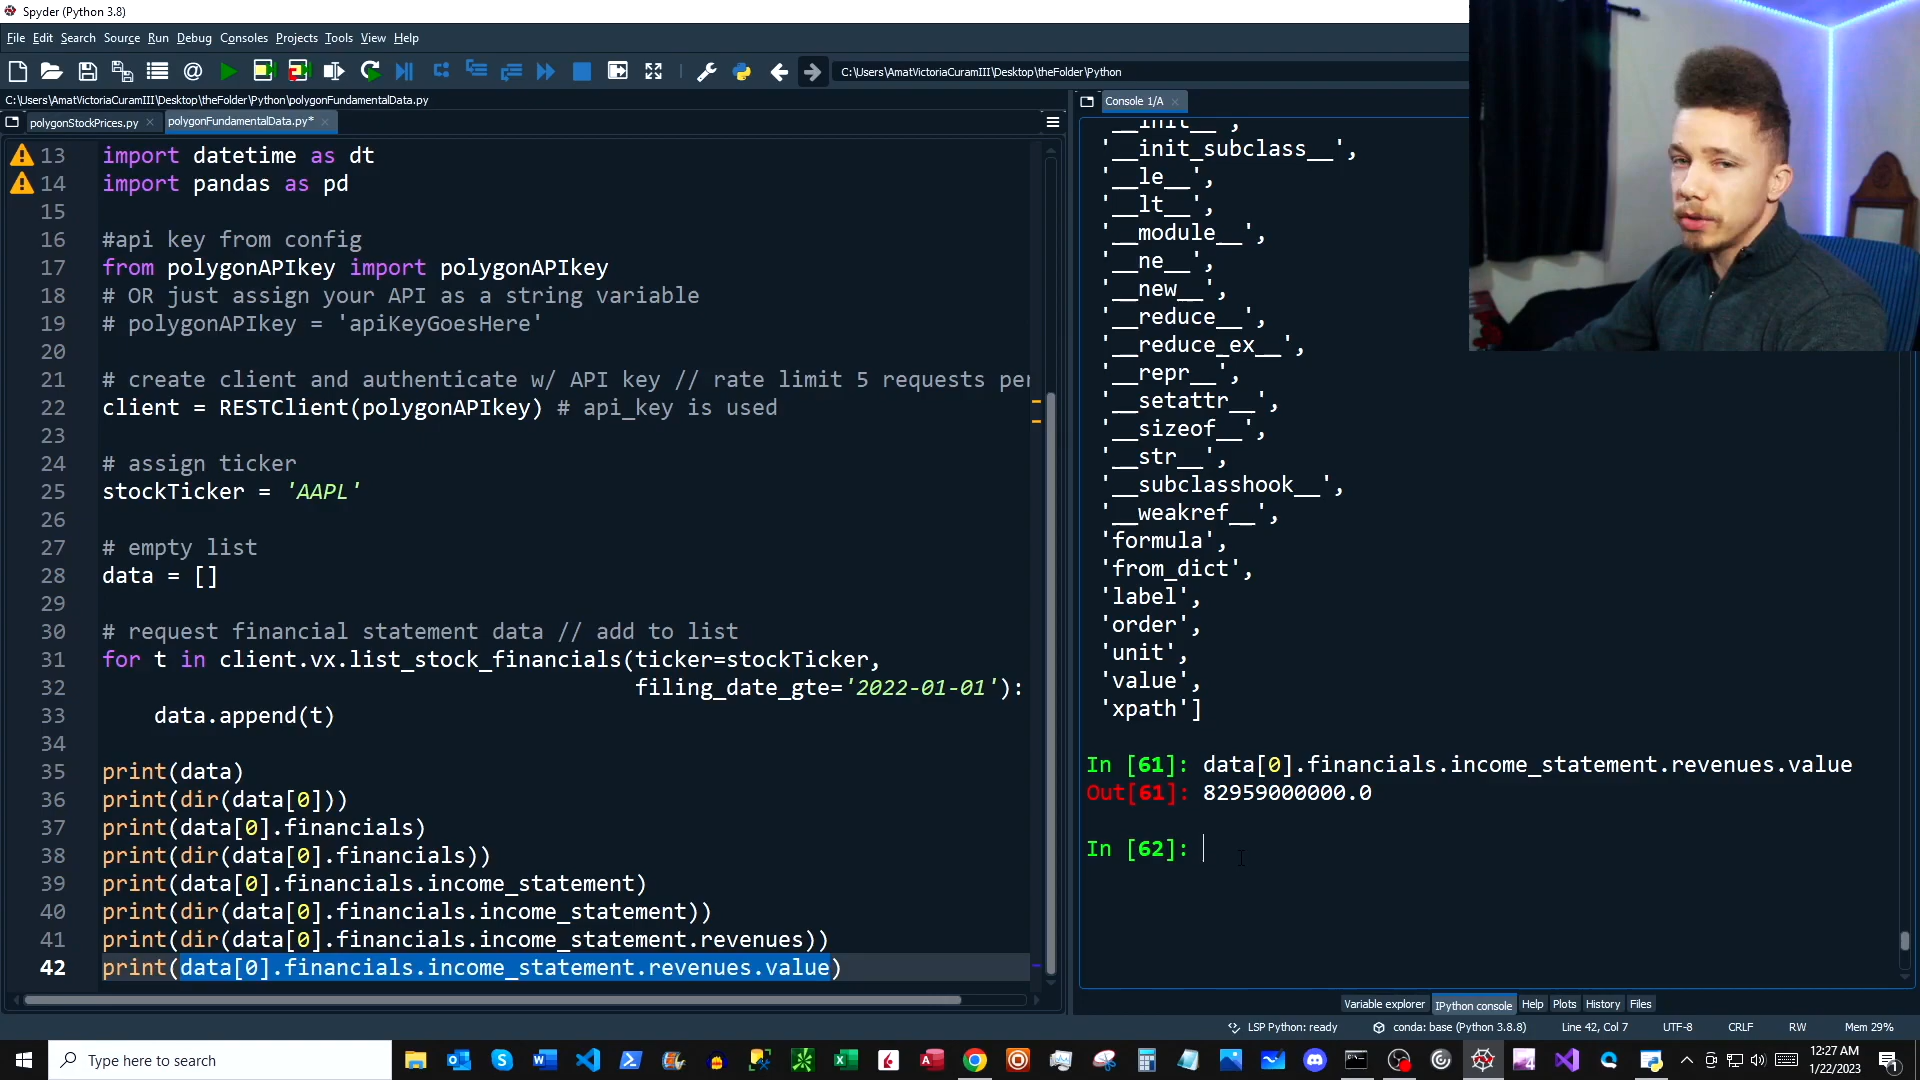 Spyder (Python 3.8)
File Edit Search Source Run Debug Consoles Projects Tools View Help
C:\Users\AmatVictoriaCuramIII\Desktop\theFolder\Python
C:\Users\AmatVictoriaCuramIII\Desktop\theFolder\Python\polygonFundamentalData.py
polygonStockPrices.py
polygonFundamentalData.py*
13 import datetime as dt
14 import pandas as pd
15
16 #api key from config
17 from polygonAPIkey import polygonAPIkey
18 # OR just assign your API as a string variable
19 # polygonAPIkey = 'apiKeyGoesHere'
20
21 # create client and authenticate w/ API key // rate limit 5 requests per
22 client = RESTClient(polygonAPIkey) # api_key is used
23
24 # assign ticker
25 stockTicker = 'AAPL'
26
27 # empty list
28 data = []
29
30 # request financial statement data // add to list
31 for t in client.vx.list_stock_financials(ticker=stockTicker,
32 filing_date_gte='2022-01-01'):
33 data.append(t)
34
35 print(data)
36 print(dir(data[0]))
37 print(data[0].financials)
38 print(dir(data[0].financials))
39 print(data[0].financials.income_statement)
40 print(dir(data[0].financials.income_statement))
41 print(dir(data[0].financials.income_statement.revenues))
42 print(data[0].financials.income_statement.revenues.value)
Console 1/A
'__init__',
'__init_subclass__',
'__le__',
'__lt__',
'__module__',
'__ne__',
'__new__',
'__reduce__',
'__reduce_ex__',
'__repr__',
'__setattr__',
'__sizeof__',
'__str__',
'__subclasshook__',
'__weakref__',
'formula',
'from_dict',
'label',
'order',
'unit',
'value',
'xpath']
In [61]: data[0].financials.income_statement.revenues.value
Out[61]: 82959000000.0
In [62]:
Variable explorer IPython console Help Plots History Files
LSP Python: ready conda: base (Python 3.8.8) Line 42, Col 7 UTF-8 CRLF RW Mem 29%
Type here to search
12:27 AM
1/22/2023